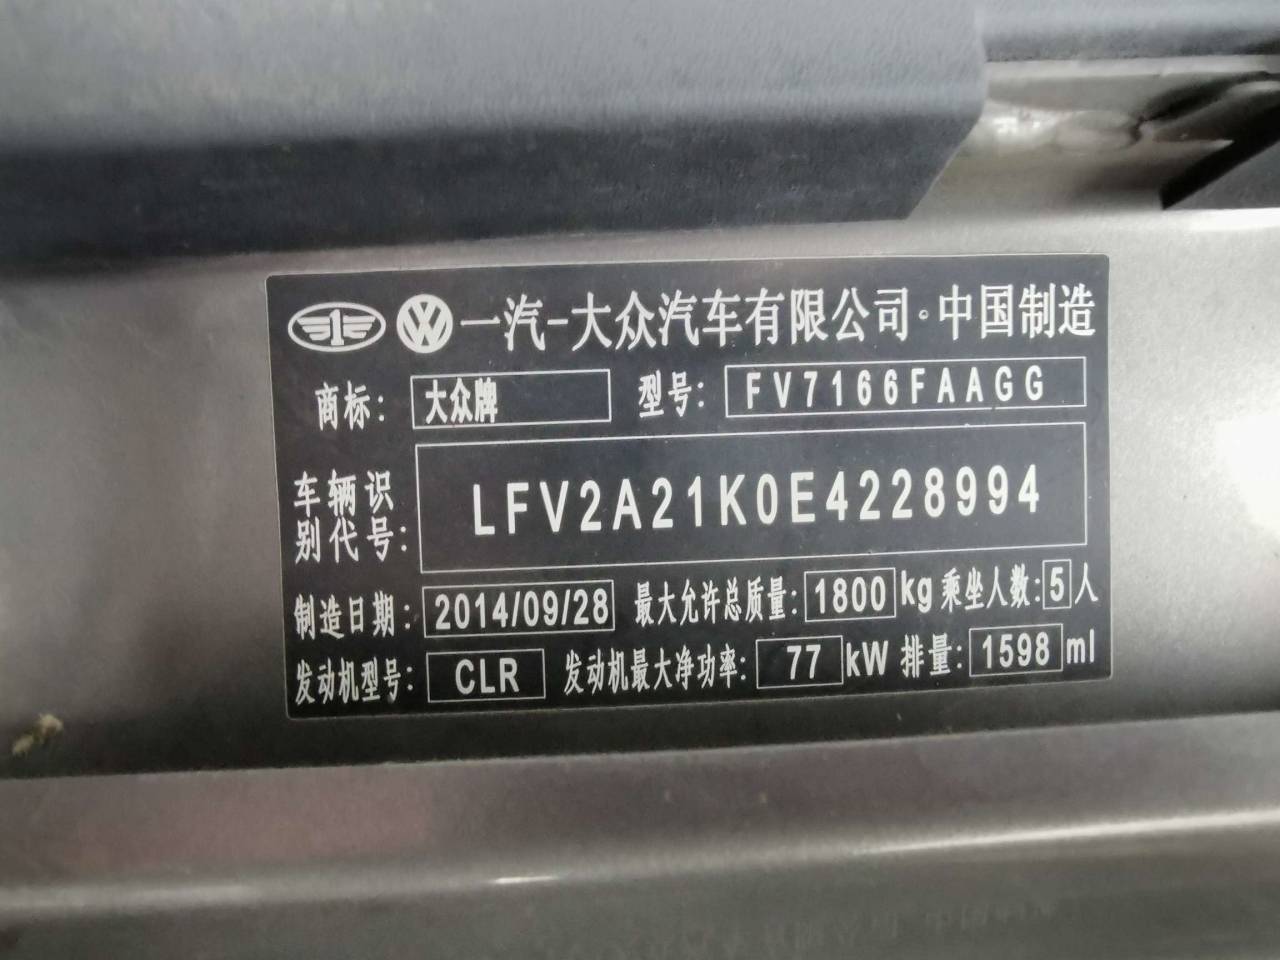 一汽-大众汽车有限公司·中国制造
商标: 大众牌 型号: FV7166FAAGG
车辆识别代号: LFV2A21K0E4228994
制造日期: 2014/09/28 最大允许总质量: 1800 kg 乘坐人数: 5 人
发动机型号: CLR 发动机最大净功率: 77 kW 排量: 1598 ml